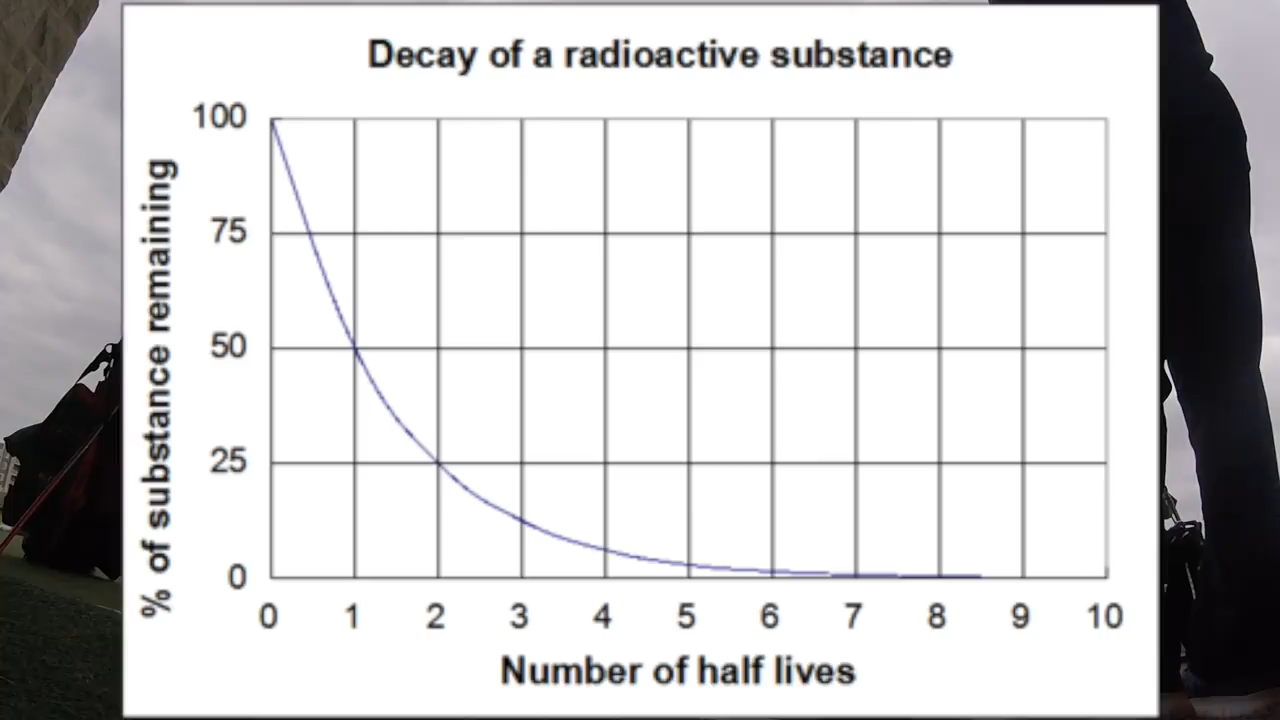 Decay of a radioactive substance
% of substance remaining
100
75
50
25
0
0 1 2 3 4 5 6 7 8 9 10
Number of half lives